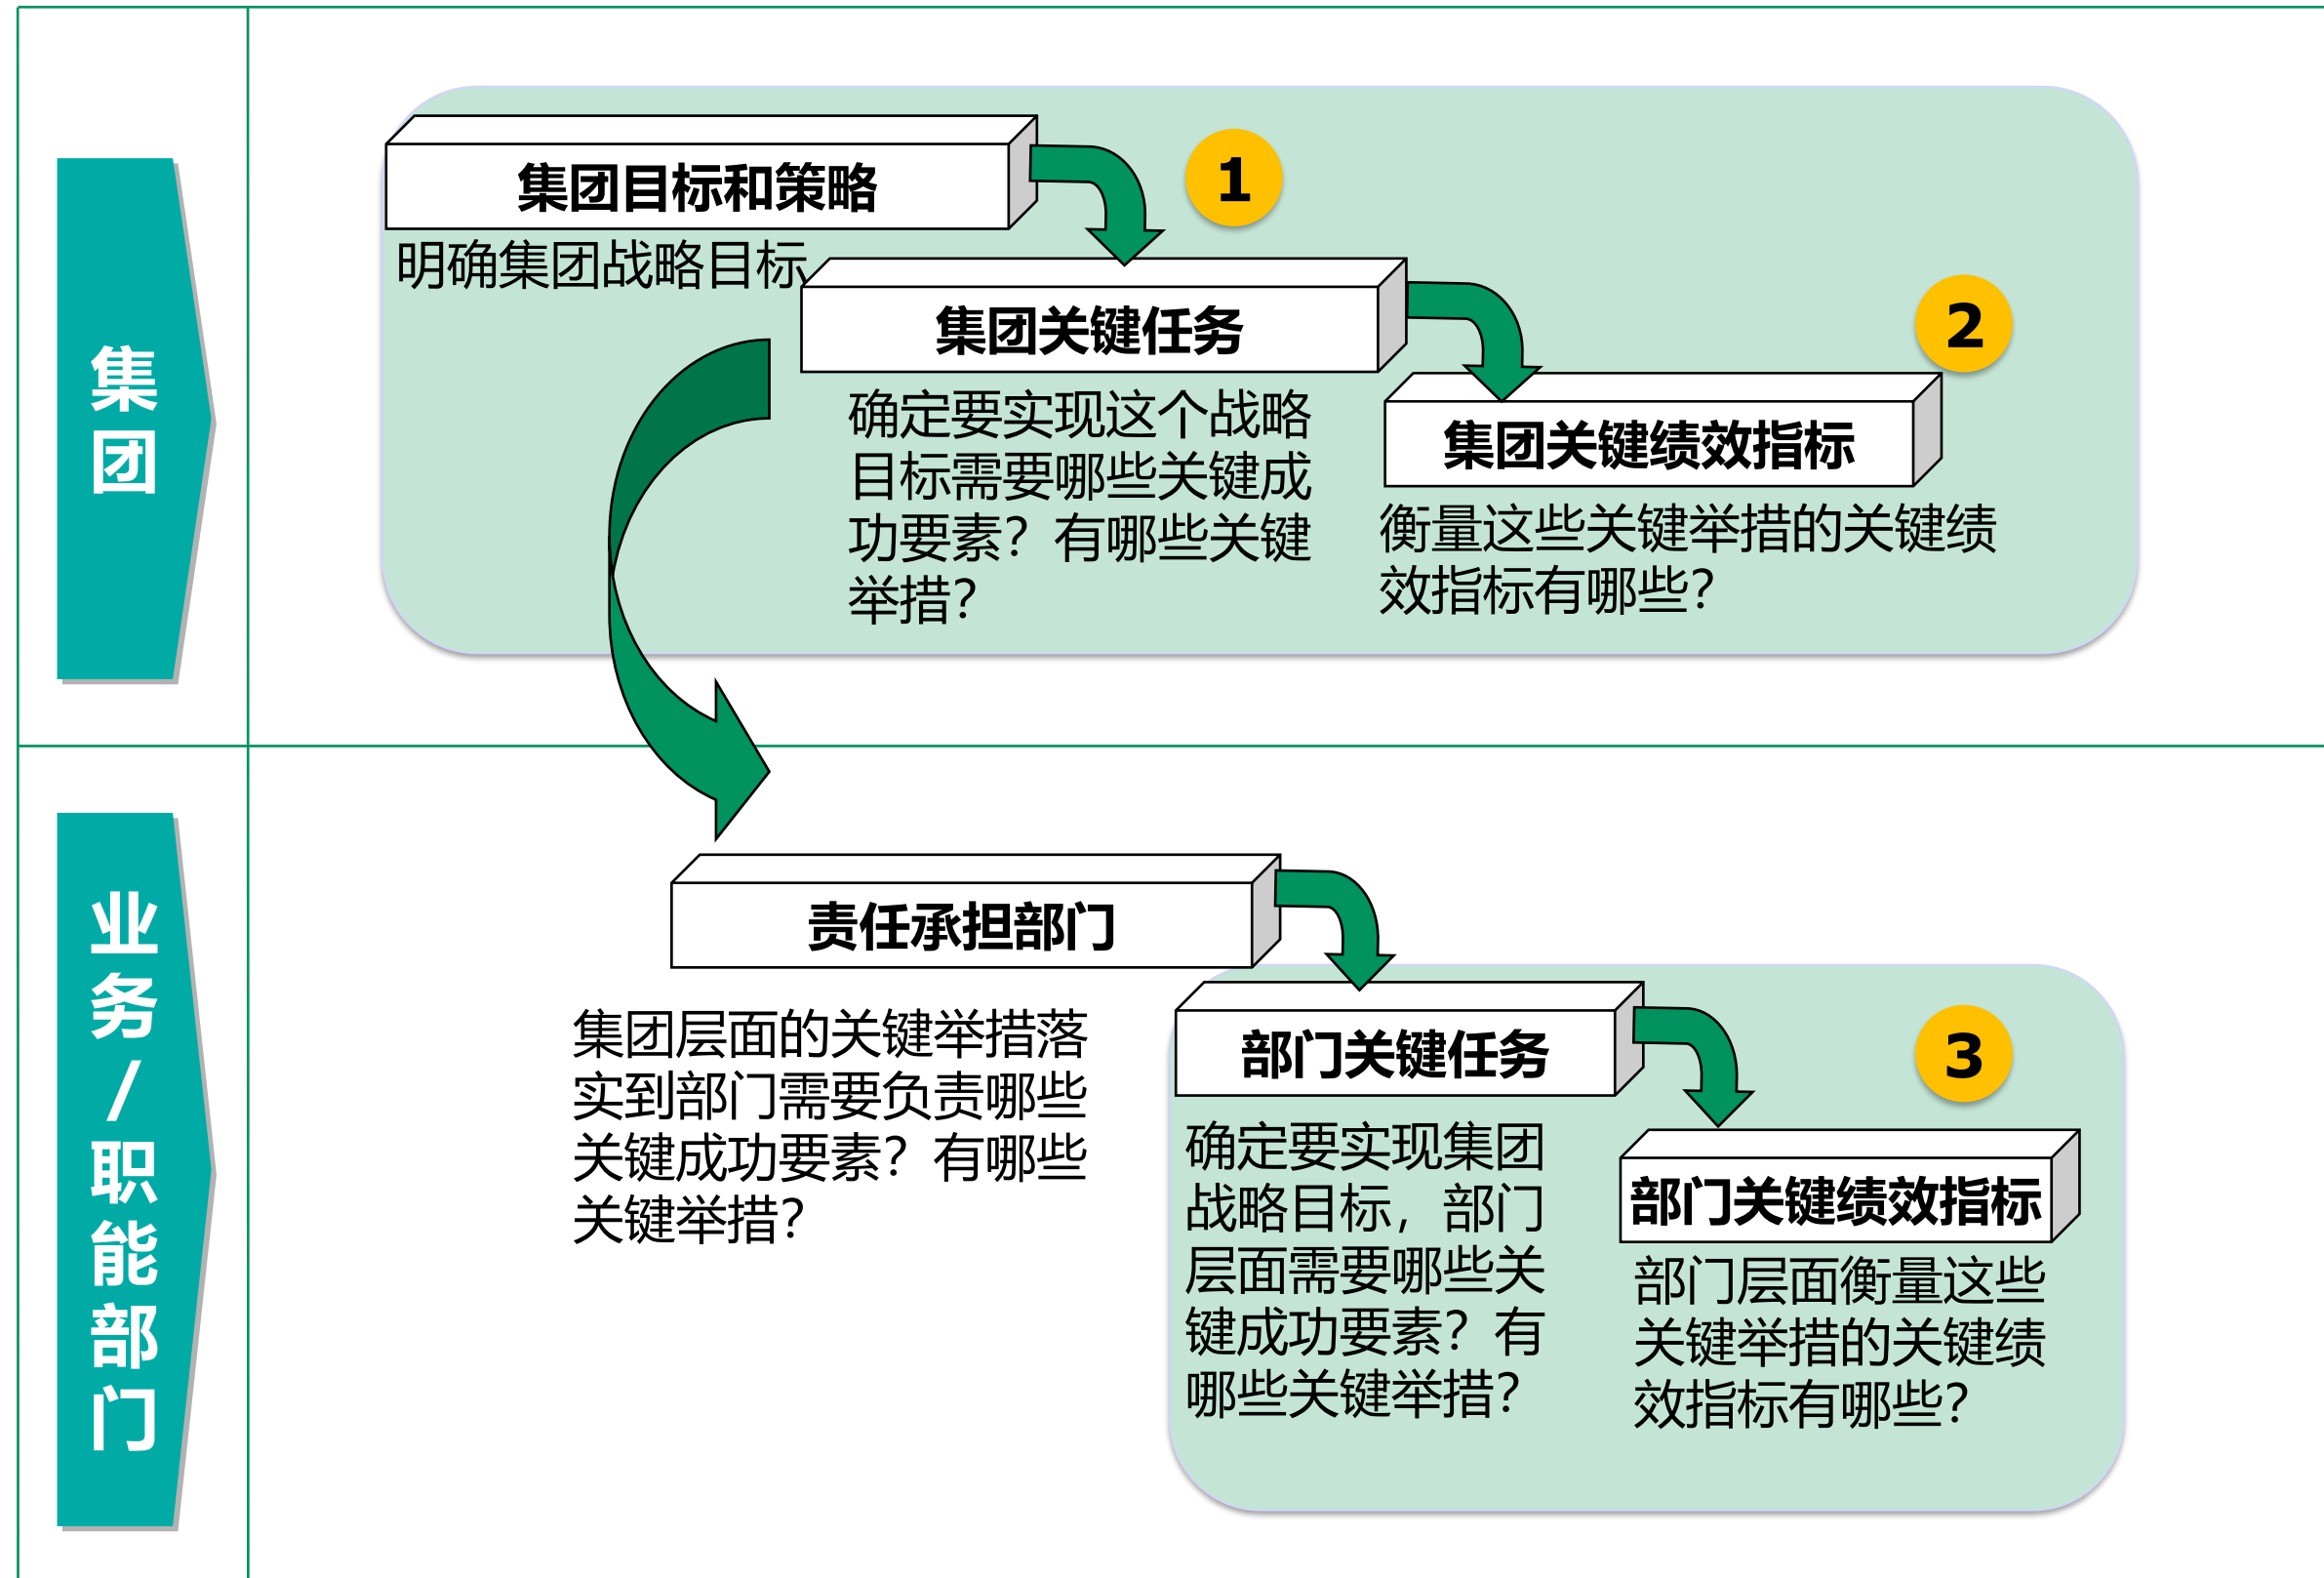 集团
集团目标和策略
明确集团战略目标
1
集团关键任务
确定要实现这个战略
目标需要哪些关键成
功要素？有哪些关键
举措？
2
集团关键绩效指标
衡量这些关键举措的关键绩
效指标有哪些？
业务/职能部门
责任承担部门
集团层面的关键举措落
实到部门需要负责哪些
关键成功要素？有哪些
关键举措？
部门关键任务
确定要实现集团
战略目标，部门
层面需要哪些关
键成功要素？有
哪些关键举措？
3
部门关键绩效指标
部门层面衡量这些
关键举措的关键绩
效指标有哪些？